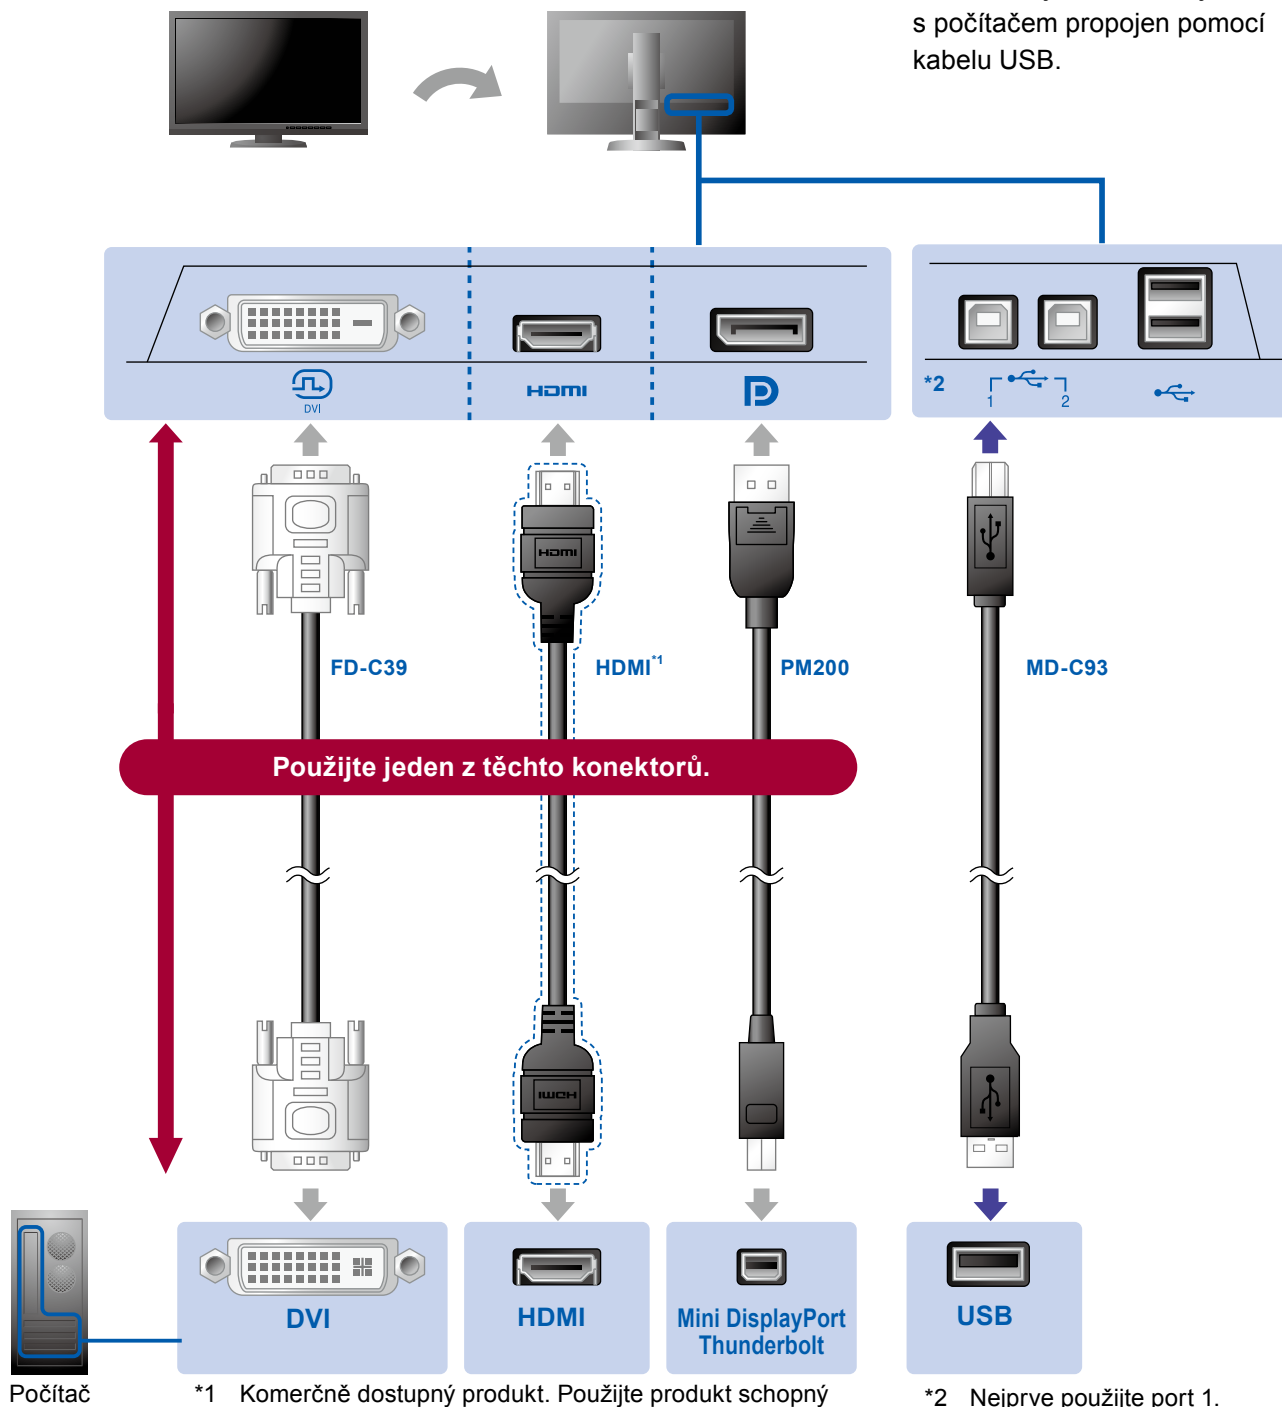 s počítačem propojen pomocí
kabelu USB.
DVI
HDMI
*2
1
2
HDMI
FD-C39
HDMI*1
PM200
MD-C93
Použijte jeden z těchto konektorů.
HDMI
DVI
HDMI
Mini DisplayPort
Thunderbolt
USB
Počítač
*1 Komerčně dostupný produkt. Použijte produkt schopný
*2 Nejprve použijte port 1.